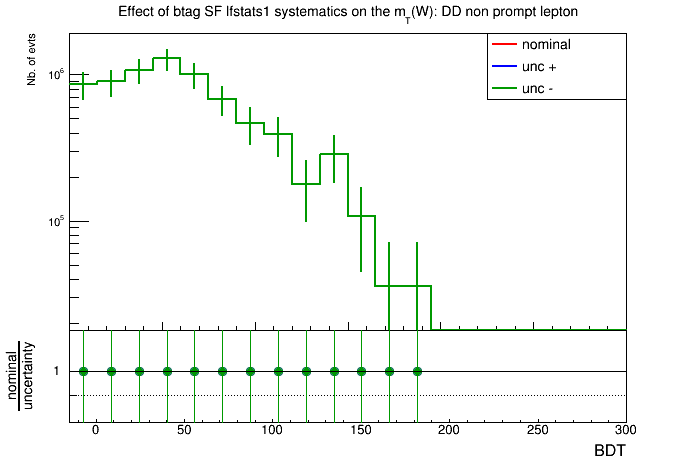 Effect of btag SF lfstats1 systematics on the m_T(W): DD non prompt lepton
Nb. of evts
nominal
unc +
unc -
10^6
10^5
nominal
uncertainty
1
0 50 100 150 200 250 300
BDT